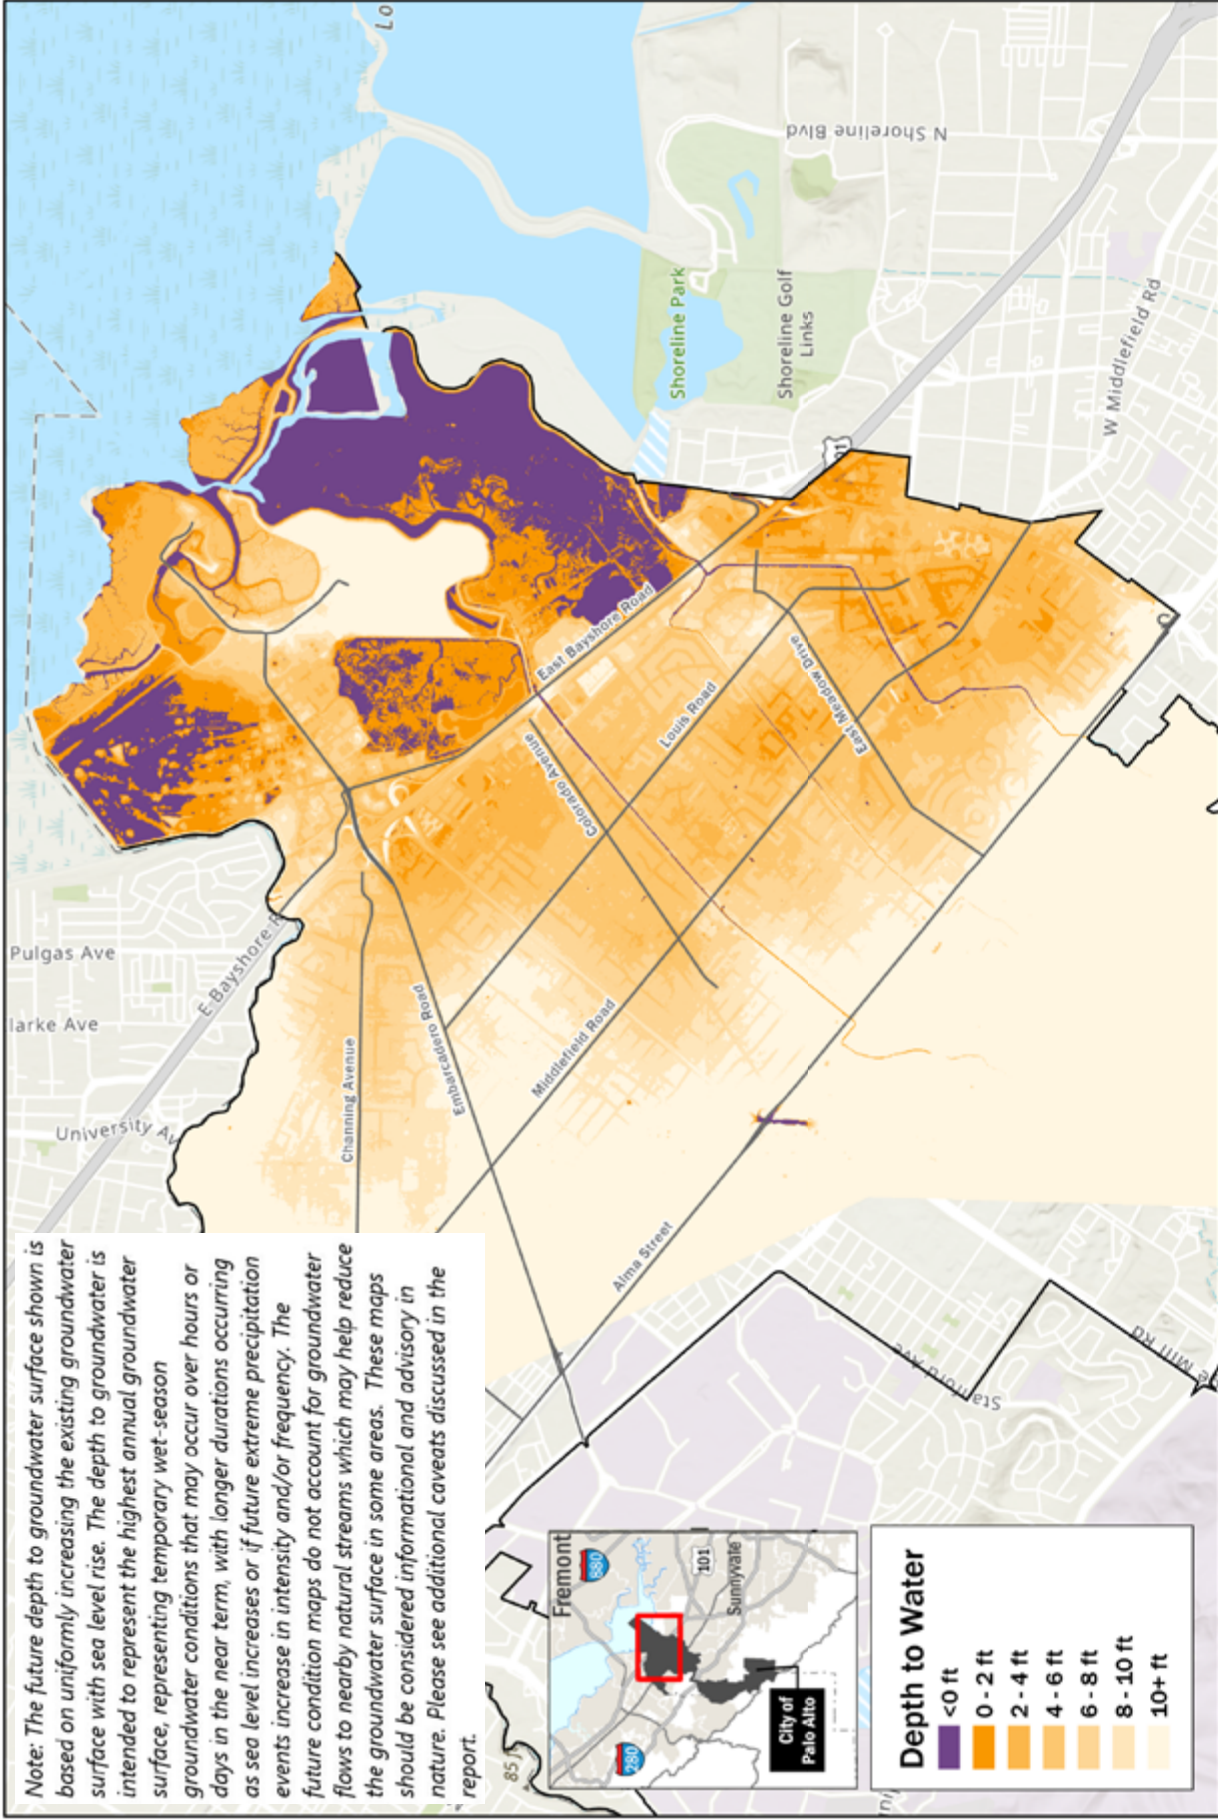 Note: The future depth to groundwater surface shown is
based on uniformly increasing the existing groundwater
surface with sea level rise. The depth to groundwater is
intended to represent the highest annual groundwater
surface, representing temporary wet-season
groundwater conditions that may occur over hours or
days in the near term, with longer durations occurring
as sea level increases or if future extreme precipitation
events increase in intensity and/or frequency. The
future condition maps do not account for groundwater
flows to nearby natural streams which may help reduce
the groundwater surface in some areas. These maps
should be considered informational and advisory in
nature. Please see additional caveats discussed in the
report.
University Av
larke Ave
Pulgas Ave
E Bayshore R
Channing Avenue
Embarcadero Road
Middlefield Road
Alma Street
Colorado Avenue
East Bayshore Road
Louis Road
East Meadow Drive
Lo
Shoreline Park
Shoreline Golf
Links
N Shoreline Blvd
01
W Middlefield Rd
Stanford Ave
e Mill Rd
85
Fremont
880
101
Sunnyvale
280
City of
Palo Alto
Depth to Water
<0 ft
0 - 2 ft
2 - 4 ft
4 - 6 ft
6 - 8 ft
8 - 10 ft
10+ ft